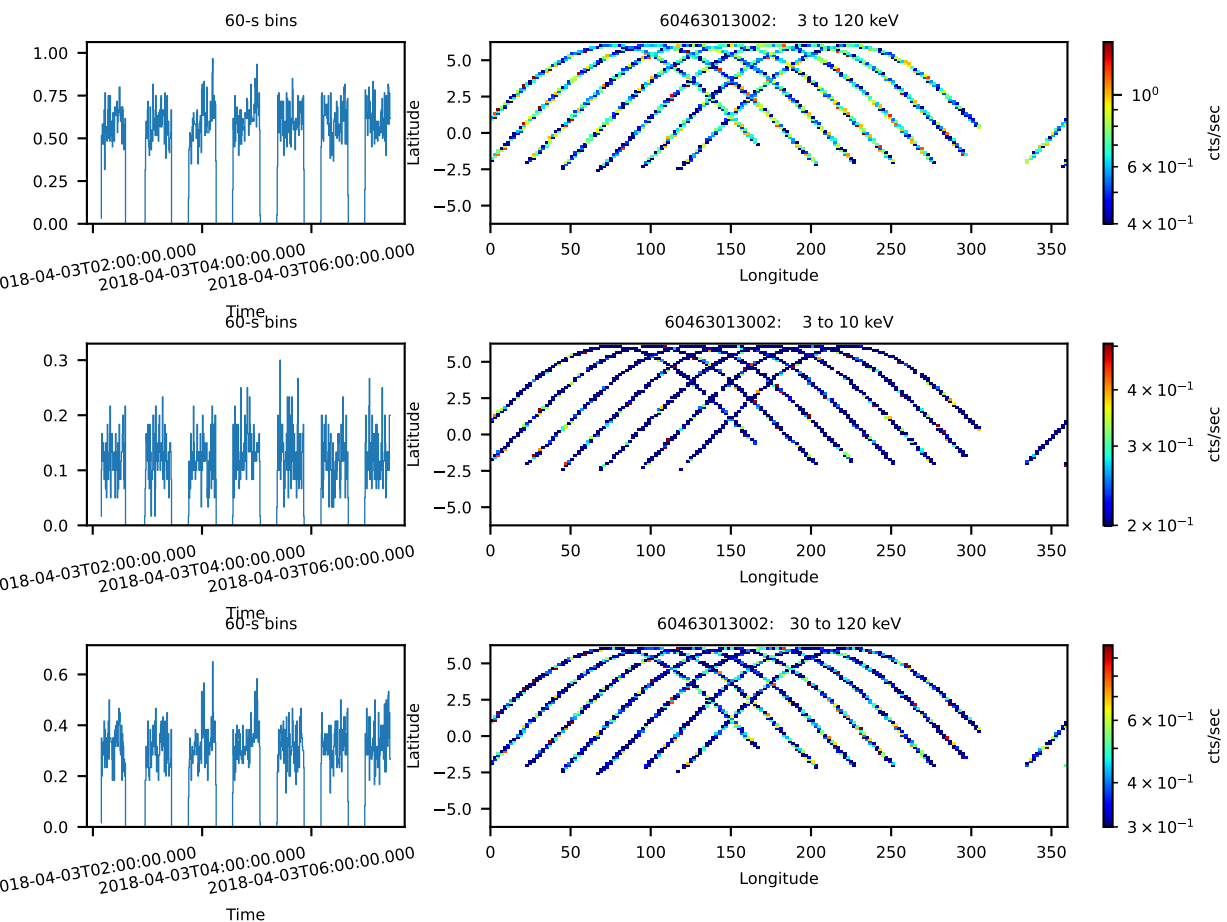 60-s bins
60463013002:    3 to 120 keV
1.00
0.75
0.50
0.25
0.00
018-04-03T02:00:00.000
2018-04-03T04:00:00.000
2018-04-03T06:00:00.000
Time
Latitude
5.0
2.5
0.0
−2.5
−5.0
0 50 100 150 200 250 300 350
Longitude
10⁰
6 × 10⁻¹
4 × 10⁻¹
cts/sec
60-s bins
60463013002:    3 to 10 keV
0.3
0.2
0.1
0.0
018-04-03T02:00:00.000
2018-04-03T04:00:00.000
2018-04-03T06:00:00.000
Time
Latitude
5.0
2.5
0.0
−2.5
−5.0
0 50 100 150 200 250 300 350
Longitude
4 × 10⁻¹
3 × 10⁻¹
2 × 10⁻¹
cts/sec
60-s bins
60463013002:   30 to 120 keV
0.6
0.4
0.2
0.0
018-04-03T02:00:00.000
2018-04-03T04:00:00.000
2018-04-03T06:00:00.000
Time
Latitude
5.0
2.5
0.0
−2.5
−5.0
0 50 100 150 200 250 300 350
Longitude
6 × 10⁻¹
4 × 10⁻¹
3 × 10⁻¹
cts/sec